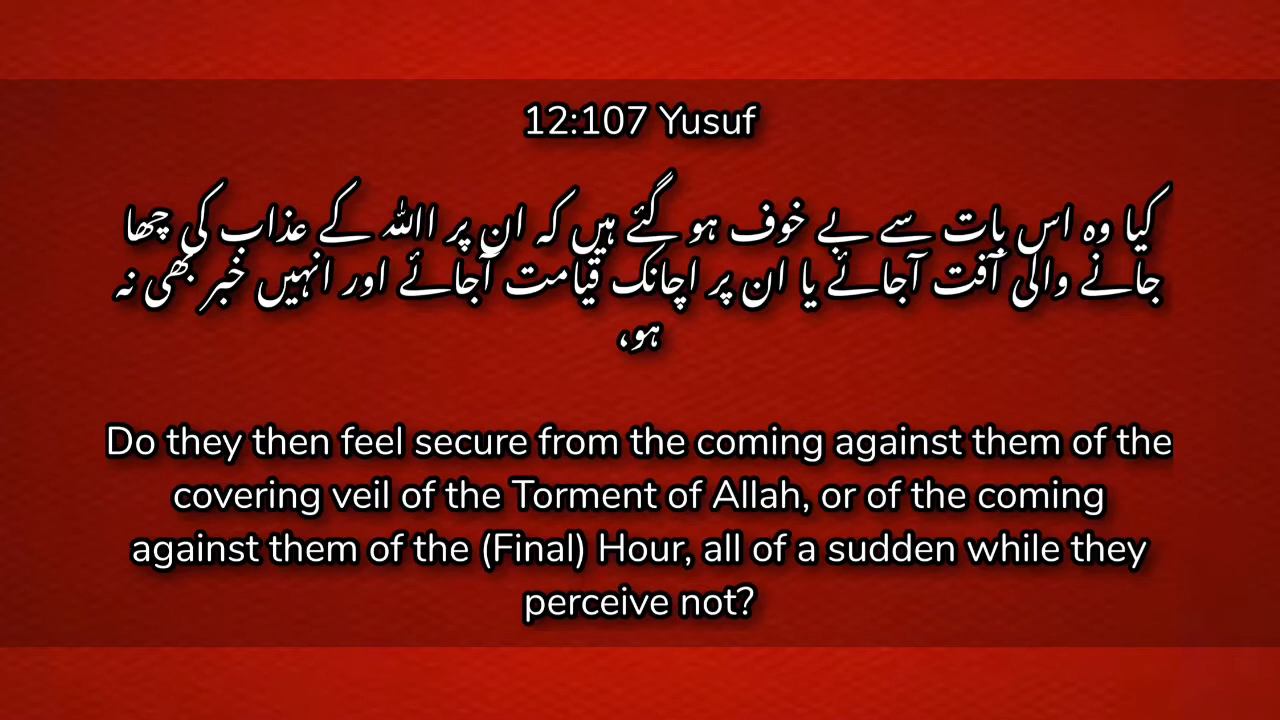 12:107 Yusuf
کیا وہ اس بات سے بے خوف ہو گئے ہیں کہ ان پر االلہ کے عذاب کی چھا
جانے والی آفت آجائے یا ان پر اچانک قیامت آجائے اور انہیں خبر بھی نہ
ہو،
Do they then feel secure from the coming against them of the
covering veil of the Torment of Allah, or of the coming
against them of the (Final) Hour, all of a sudden while they
perceive not?